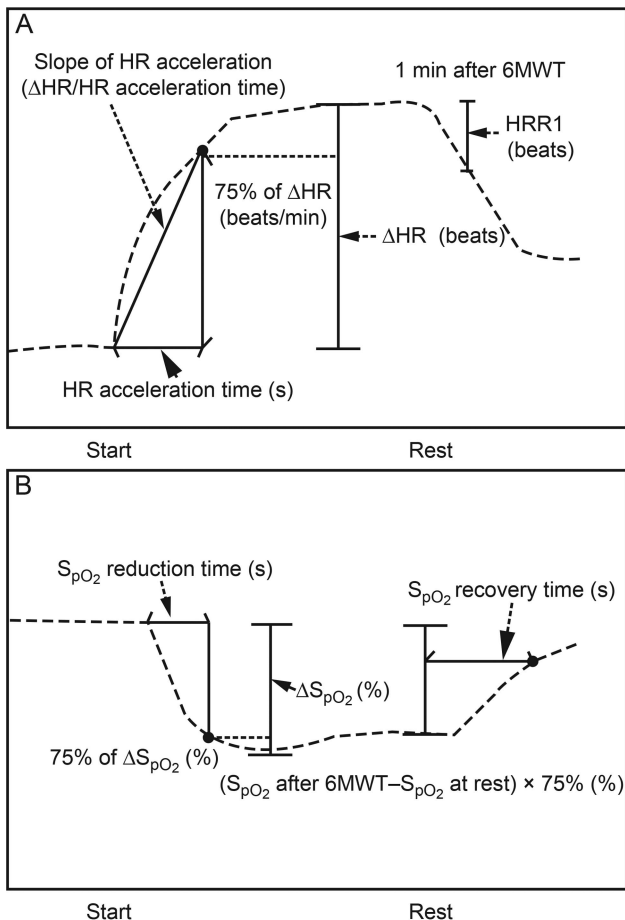 A
Slope of HR acceleration
(ΔHR/HR acceleration time)
1 min after 6MWT
HRR1
(beats)
75% of ΔHR
(beats/min)
ΔHR (beats)
HR acceleration time (s)
Start Rest
B
SpO2 reduction time (s)
SpO2 recovery time (s)
ΔSpO2 (%)
75% of ΔSpO2 (%)
(SpO2 after 6MWT–SpO2 at rest) × 75% (%)
Start Rest